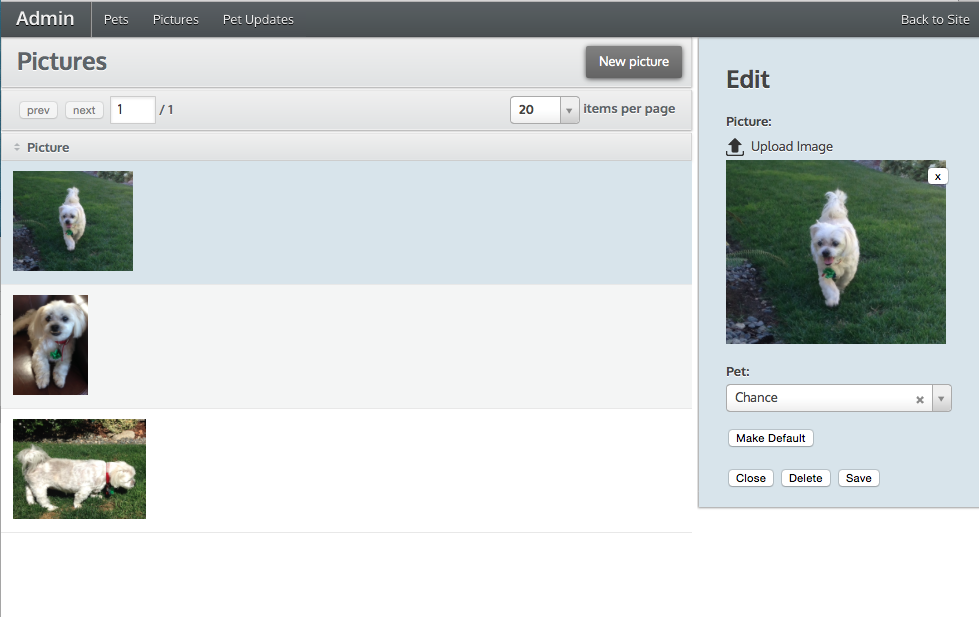 Admin Pets Pictures Pet Updates Back to Site
Pictures New picture
prev next 1 / 1 20 items per page
Picture
Edit
Picture:
Upload Image
x
Pet:
Chance ×
Make Default
Close Delete Save